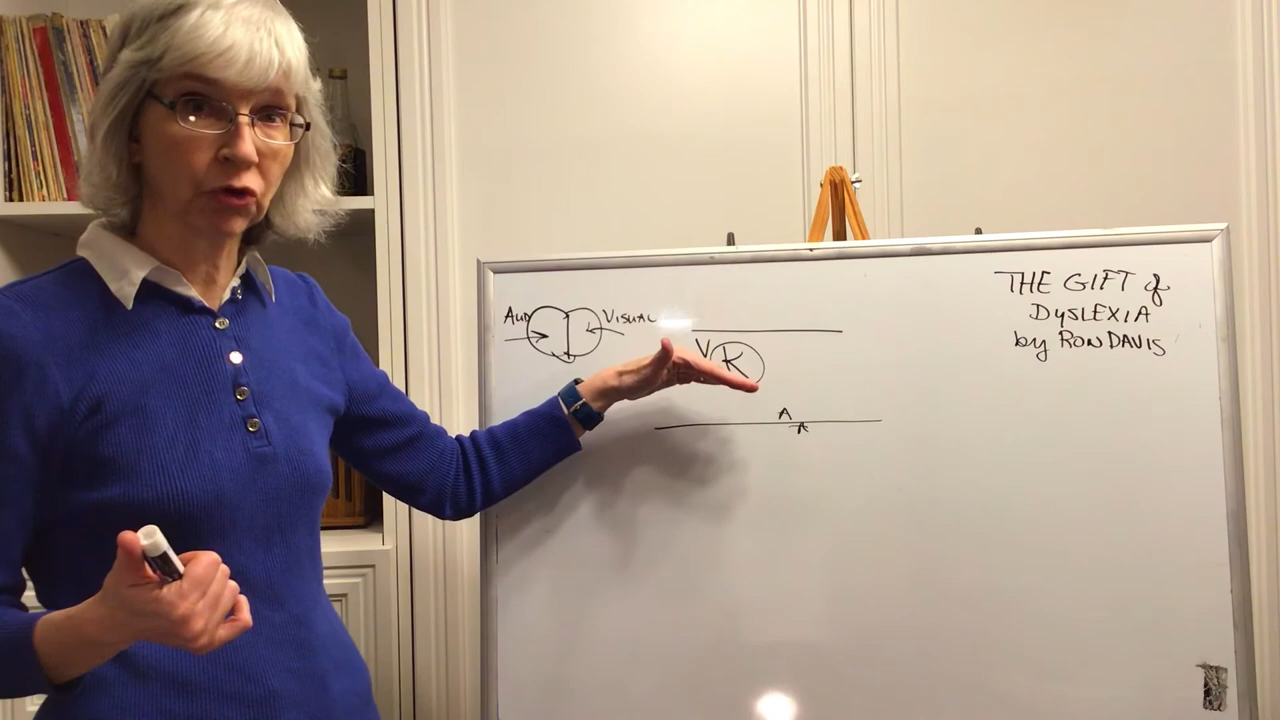 AUD VISUAL
V K
A
A
THE GIFT of
DYSLEXIA
by RON DAVIS